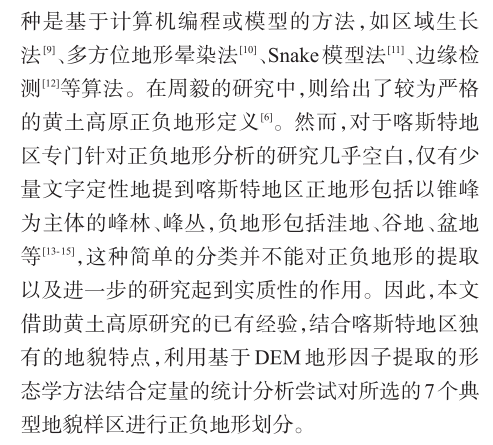 种是基于计算机编程或模型的方法,如区域生长
法[9]、多方位地形晕染法[10]、Snake模型法[11]、边缘检
测[12]等算法。在周毅的研究中,则给出了较为严格
的黄土高原正负地形定义[6]。然而,对于喀斯特地
区专门针对正负地形分析的研究几乎空白,仅有少
量文字定性地提到喀斯特地区正地形包括以锥峰
为主体的峰林、峰丛,负地形包括洼地、谷地、盆地
等[13-15],这种简单的分类并不能对正负地形的提取
以及进一步的研究起到实质性的作用。因此,本文
借助黄土高原研究的已有经验,结合喀斯特地区独
有的地貌特点,利用基于DEM地形因子提取的形
态学方法结合定量的统计分析尝试对所选的7个典
型地貌样区进行正负地形划分。